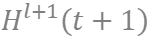 H^{l+1}(t + 1)